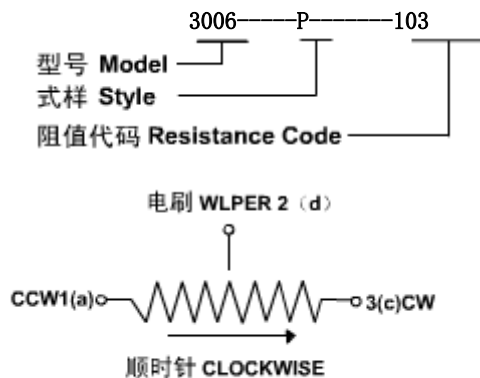 3006-----P-------103
型号 Model
式样 Style
阻值代码 Resistance Code
电刷 WLPER 2（d）
CCW1(a) 3(c)CW
顺时针 CLOCKWISE